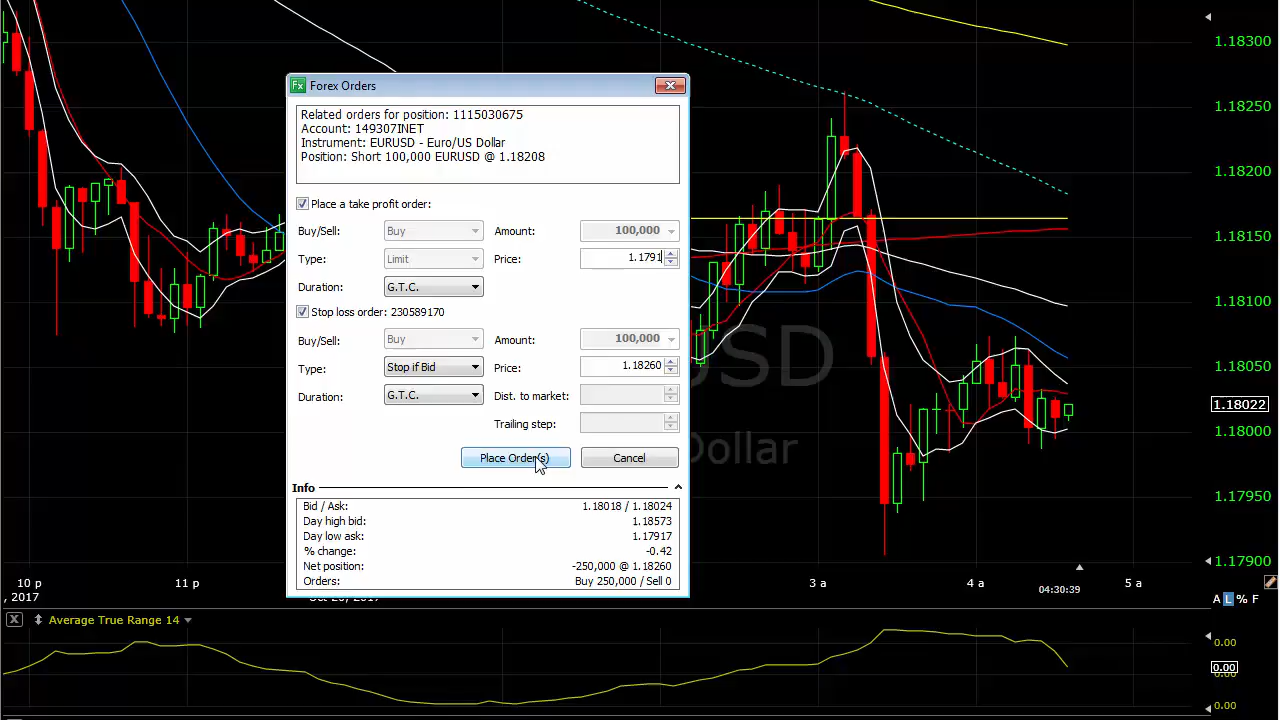 Fx Forex Orders
Related orders for position: 1115030675
Account: 149307INET
Instrument: EURUSD - Euro/US Dollar
Position: Short 100,000 EURUSD @ 1.18208
Place a take profit order:
Buy/Sell: Buy Amount: 100,000
Type: Limit Price: 1.1791
Duration: G.T.C.
Stop loss order: 230589170
Buy/Sell: Buy Amount: 100,000
Type: Stop if Bid Price: 1.18260
Duration: G.T.C. Dist. to market:
Trailing step:
Place Order(s) Cancel
Info
Bid / Ask: 1.18018 / 1.18024
Day high bid: 1.18573
Day low ask: 1.17917
% change: -0.42
Net position: -250,000 @ 1.18260
Orders: Buy 250,000 / Sell 0
SD
Dollar
1.18300
1.18250
1.18200
1.18150
1.18100
1.18050
1.18022
1.18000
1.17950
1.17900
10 p 11 p 3 a 4 a 5 a
04:30:39
, 2017
A L % F
X Average True Range 14
0.00
0.00
0.00